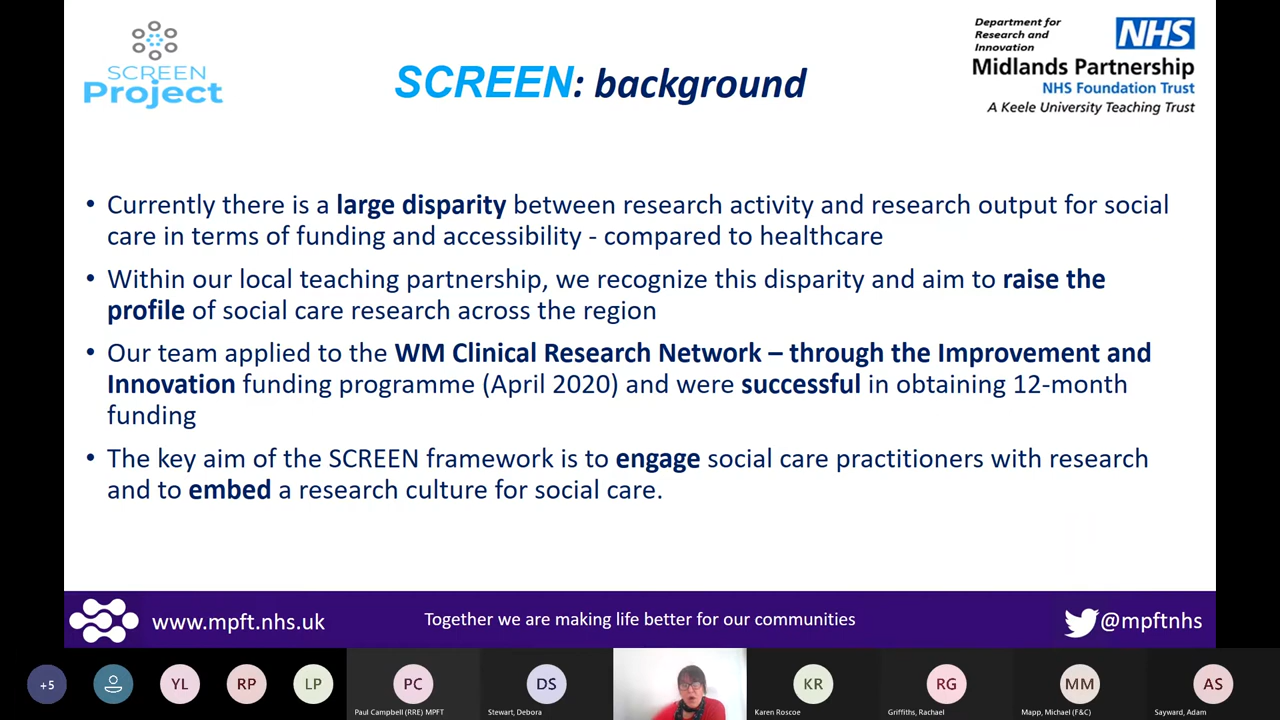 SCREEN
Project
SCREEN: background
Department for
Research and
Innovation
NHS
Midlands Partnership
NHS Foundation Trust
A Keele University Teaching Trust
• Currently there is a large disparity between research activity and research output for social
care in terms of funding and accessibility - compared to healthcare
• Within our local teaching partnership, we recognize this disparity and aim to raise the
profile of social care research across the region
• Our team applied to the WM Clinical Research Network – through the Improvement and
Innovation funding programme (April 2020) and were successful in obtaining 12-month
funding
• The key aim of the SCREEN framework is to engage social care practitioners with research
and to embed a research culture for social care.
www.mpft.nhs.uk
Together we are making life better for our communities
@mpftnhs
+5
YL
RP
LP
PC
DS
KR
RG
MM
AS
Paul Campbell (RRE) MPFT
Stewart, Debora
Karen Roscoe
Griffiths, Rachael
Mapp, Michael (F&C)
Sayward, Adam